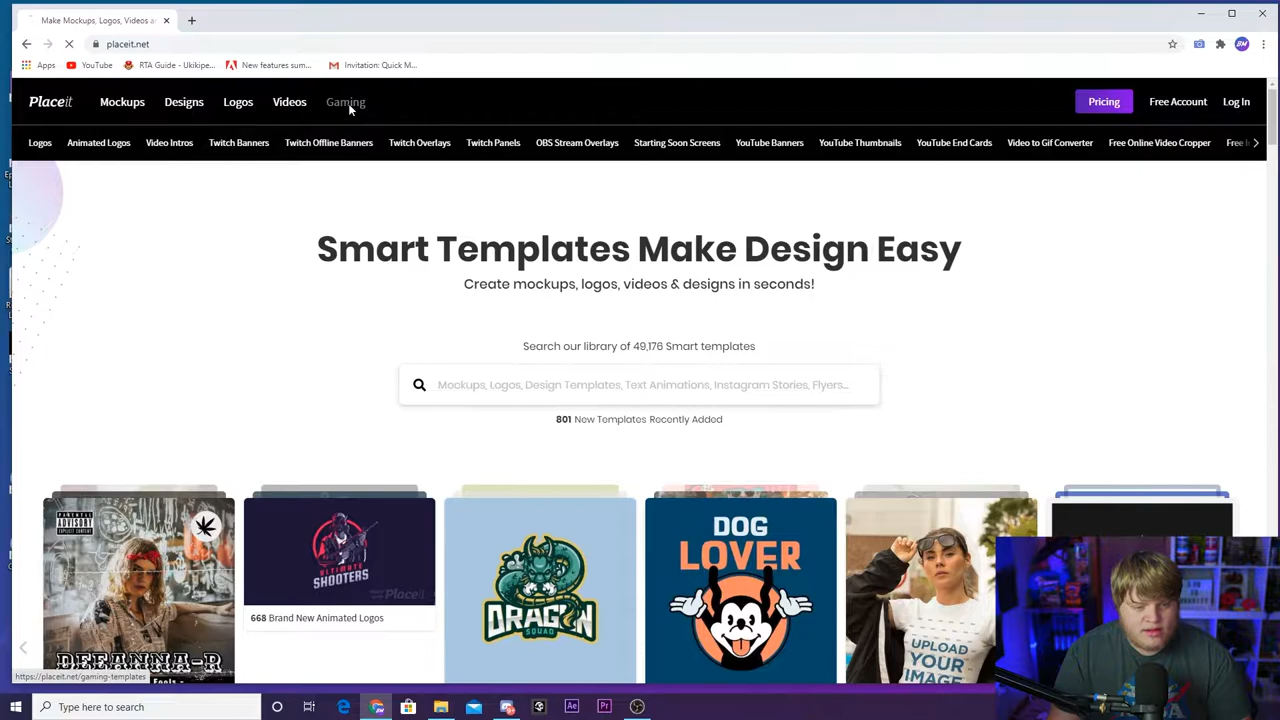 Make Mockups, Logos, Videos a
placeit.net
Apps YouTube RTA Guide - Ukikipe... New features sum... Invitation: Quick M...
Placeit Mockups Designs Logos Videos Gaming Pricing Free Account Log In
Logos Animated Logos Video Intros Twitch Banners Twitch Offline Banners Twitch Overlays Twitch Panels OBS Stream Overlays Starting Soon Screens YouTube Banners YouTube Thumbnails YouTube End Cards Video to Gif Converter Free Online Video Cropper Free
Smart Templates Make Design Easy
Create mockups, logos, videos & designs in seconds!
Search our library of 49,176 Smart templates
Mockups, Logos, Design Templates, Text Animations, Instagram Stories, Flyers...
801 New Templates Recently Added
PARENTAL
ADVISORY
EXPLICIT CONTENT
DEEANNA-R
Fools -
ULTIMATE
SHOOTERS
made with Placeit
668 Brand New Animated Logos
DRAGON
SQUAD
DOG
LOVER
UPLOAD
YOUR
IMAGE
https://placeit.net/gaming-templates
Type here to search